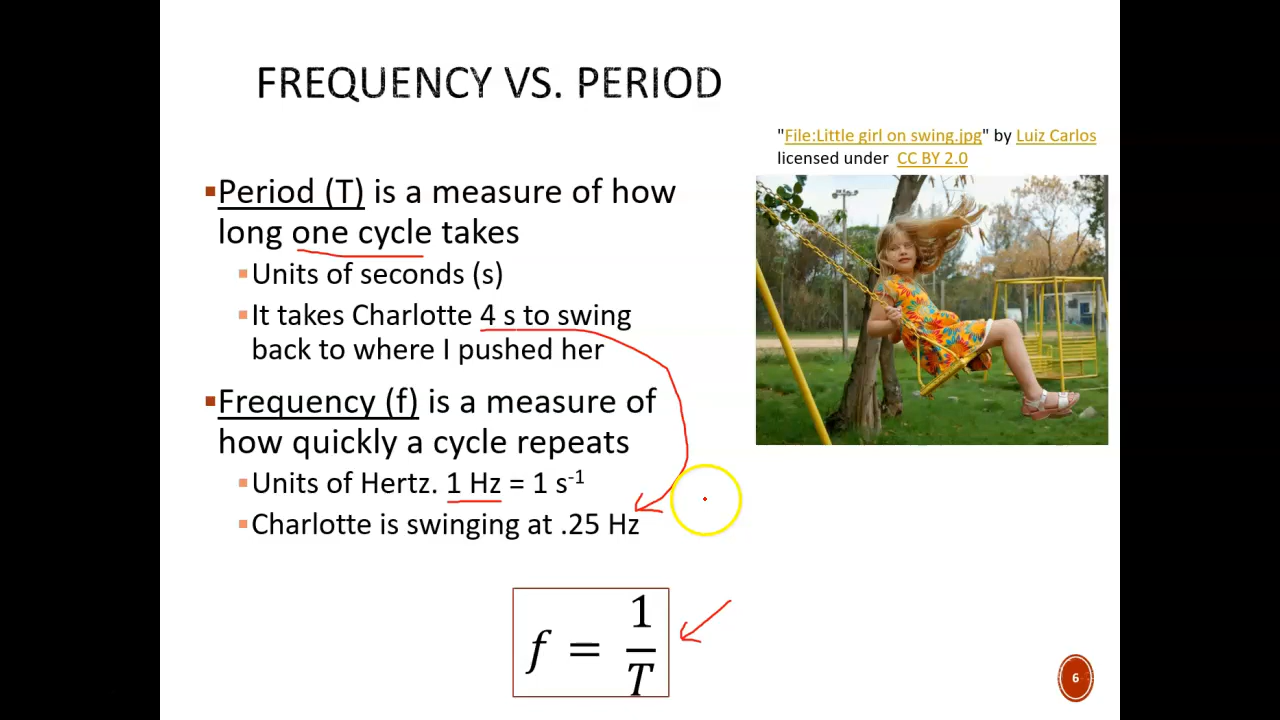 FREQUENCY VS. PERIOD
"File:Little girl on swing.jpg" by Luiz Carlos
licensed under CC BY 2.0
▪Period (T) is a measure of how
long one cycle takes
▪Units of seconds (s)
▪It takes Charlotte 4 s to swing
back to where I pushed her
▪Frequency (f) is a measure of
how quickly a cycle repeats
▪Units of Hertz. 1 Hz = 1 s⁻¹
▪Charlotte is swinging at .25 Hz
f = 1/T
6